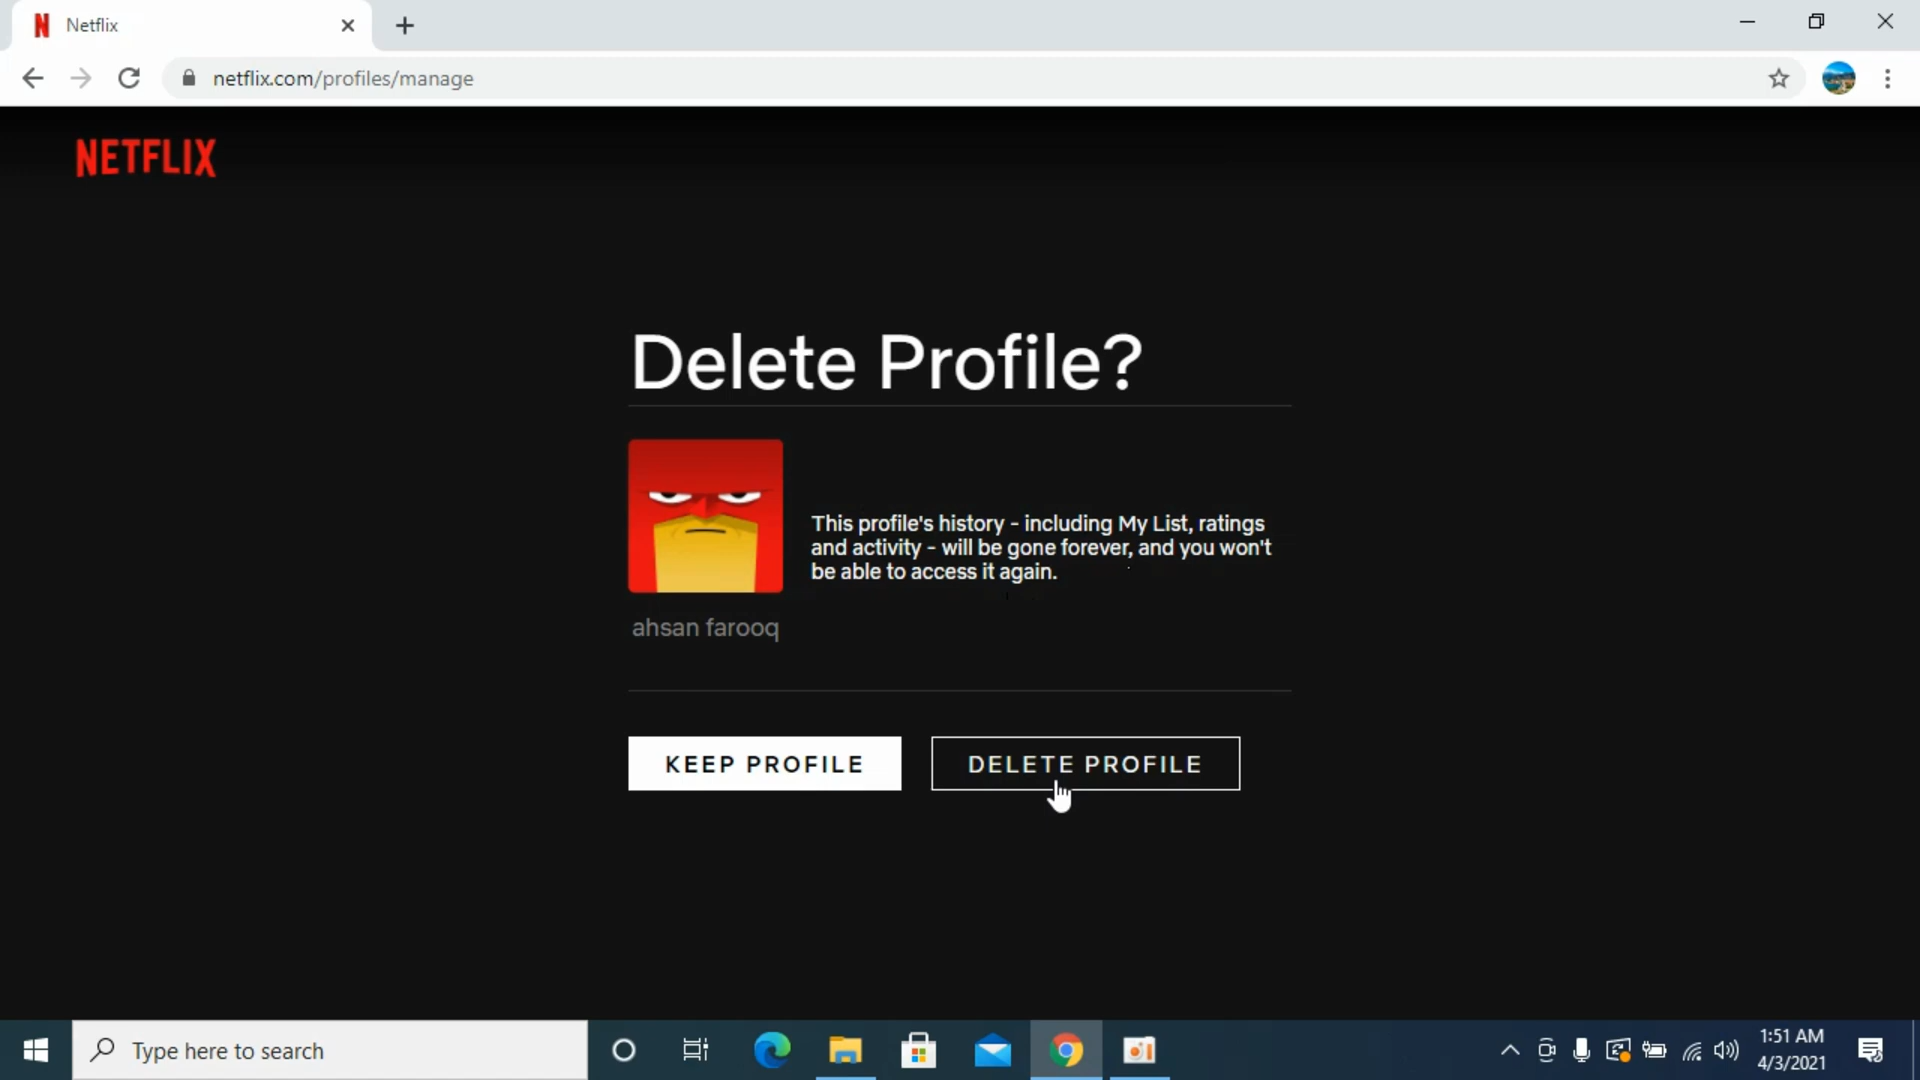 Netflix
netflix.com/profiles/manage
NETFLIX
Delete Profile?
This profile's history - including My List, ratings
and activity - will be gone forever, and you won't
be able to access it again.
ahsan farooq
KEEP PROFILE
DELETE PROFILE
Type here to search
1:51 AM
4/3/2021